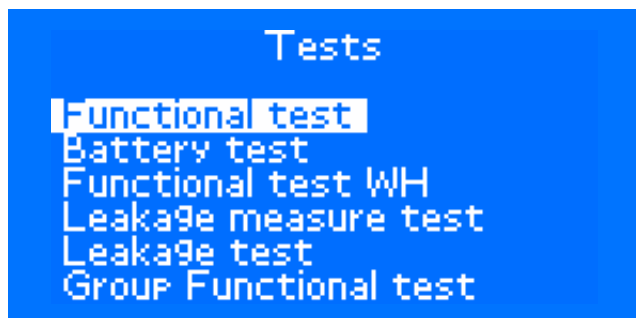 Tests
Functional test
Battery test
Functional test WH
Leakage measure test
Leakage test
Group Functional test